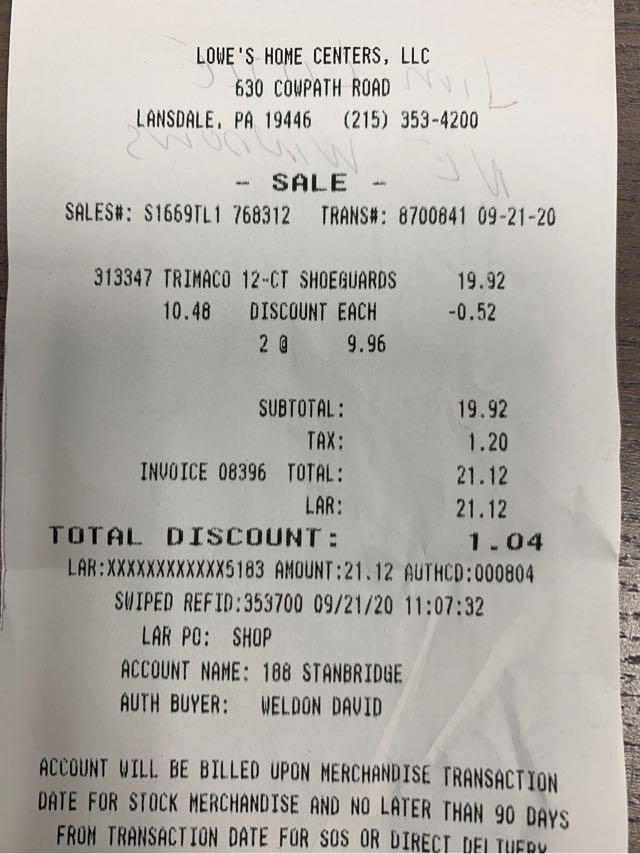 LOWE'S HOME CENTERS, LLC
630 COWPATH ROAD
LANSDALE, PA 19446 (215) 353-4200
- SALE -
SALES#: S1669TL1 768312 TRANS#: 8700841 09-21-20
313347 TRIMACO 12-CT SHOEGUARDS 19.92
10.48 DISCOUNT EACH -0.52
2 @ 9.96
SUBTOTAL: 19.92
TAX: 1.20
INVOICE 08396 TOTAL: 21.12
LAR: 21.12
TOTAL DISCOUNT: 1.04
LAR:XXXXXXXXXXXX5183 AMOUNT:21.12 AUTHCD:000804
SWIPED REFID:353700 09/21/20 11:07:32
LAR PO: SHOP
ACCOUNT NAME: 188 STANBRIDGE
AUTH BUYER: WELDON DAVID
ACCOUNT WILL BE BILLED UPON MERCHANDISE TRANSACTION
DATE FOR STOCK MERCHANDISE AND NO LATER THAN 90 DAYS
FROM TRANSACTION DATE FOR SOS OR DIRECT DELIVERY